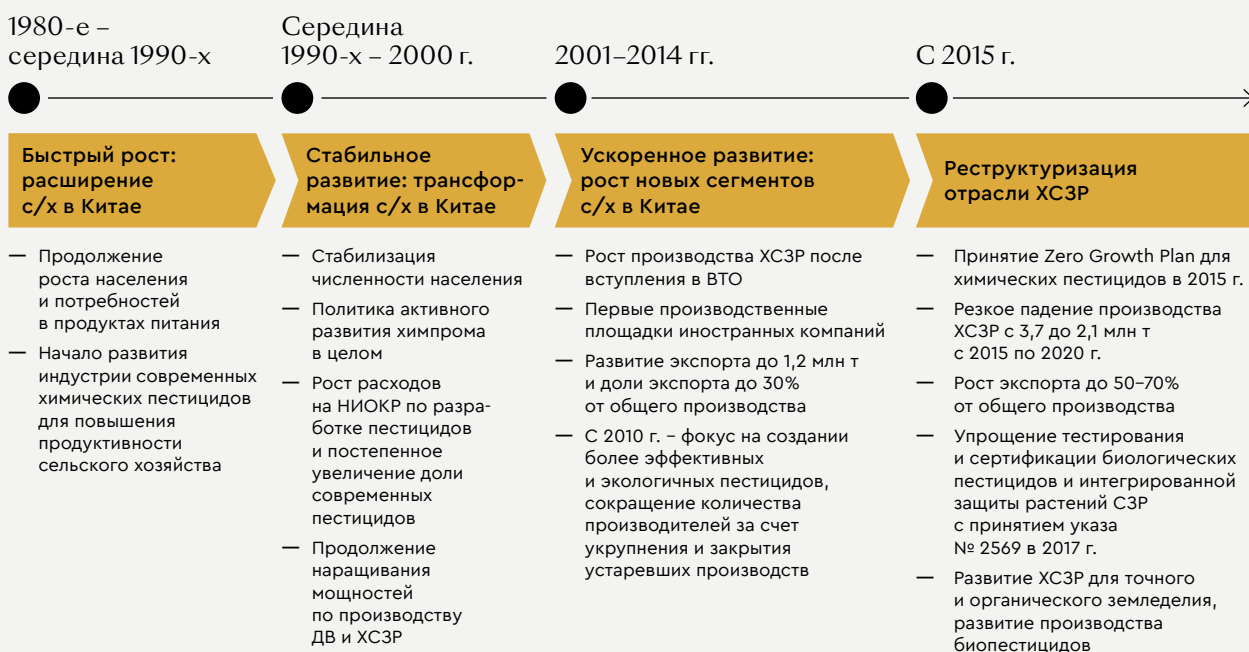 1980-е –
середина 1990-х
Середина
1990-х – 2000 г.
2001–2014 гг.
С 2015 г.
Быстрый рост:
расширение
с/х в Китае
Стабильное
развитие: трансфор-
мация с/х в Китае
Ускоренное развитие:
рост новых сегментов
с/х в Китае
Реструктуризация
отрасли ХСЗР
— Продолжение
роста населения
и потребностей
в продуктах питания
— Начало развития
индустрии современных
химических пестицидов
для повышения
продуктивности
сельского хозяйства
— Стабилизация
численности населения
— Политика активного
развития химпрома
в целом
— Рост расходов
на НИОКР по разра-
ботке пестицидов
и постепенное
увеличение доли
современных
пестицидов
— Продолжение
наращивания
мощностей
по производству
ДВ и ХСЗР
— Рост производства ХСЗР после
вступления в ВТО
— Первые производственные
площадки иностранных компаний
— Развитие экспорта до 1,2 млн т
и доли экспорта до 30%
от общего производства
— С 2010 г. – фокус на создании
более эффективных
и экологичных пестицидов,
сокращение количества
производителей за счет
укрупнения и закрытия
устаревших производств
— Принятие Zero Growth Plan для
химических пестицидов в 2015 г.
— Резкое падение производства
ХСЗР с 3,7 до 2,1 млн т
с 2015 по 2020 г.
— Рост экспорта до 50–70%
от общего производства
— Упрощение тестирования
и сертификации биологических
пестицидов и интегрированной
защиты растений СЗР
с принятием указа
№ 2569 в 2017 г.
— Развитие ХСЗР для точного
и органического земледелия,
развитие производства
биопестицидов